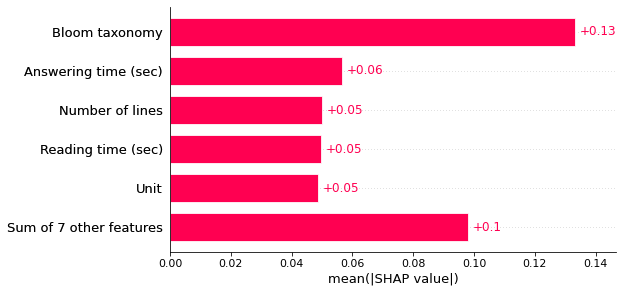 Bloom taxonomy +0.13
Answering time (sec) +0.06
Number of lines +0.05
Reading time (sec) +0.05
Unit +0.05
Sum of 7 other features +0.1
0.00 0.02 0.04 0.06 0.08 0.10 0.12 0.14
mean(|SHAP value|)